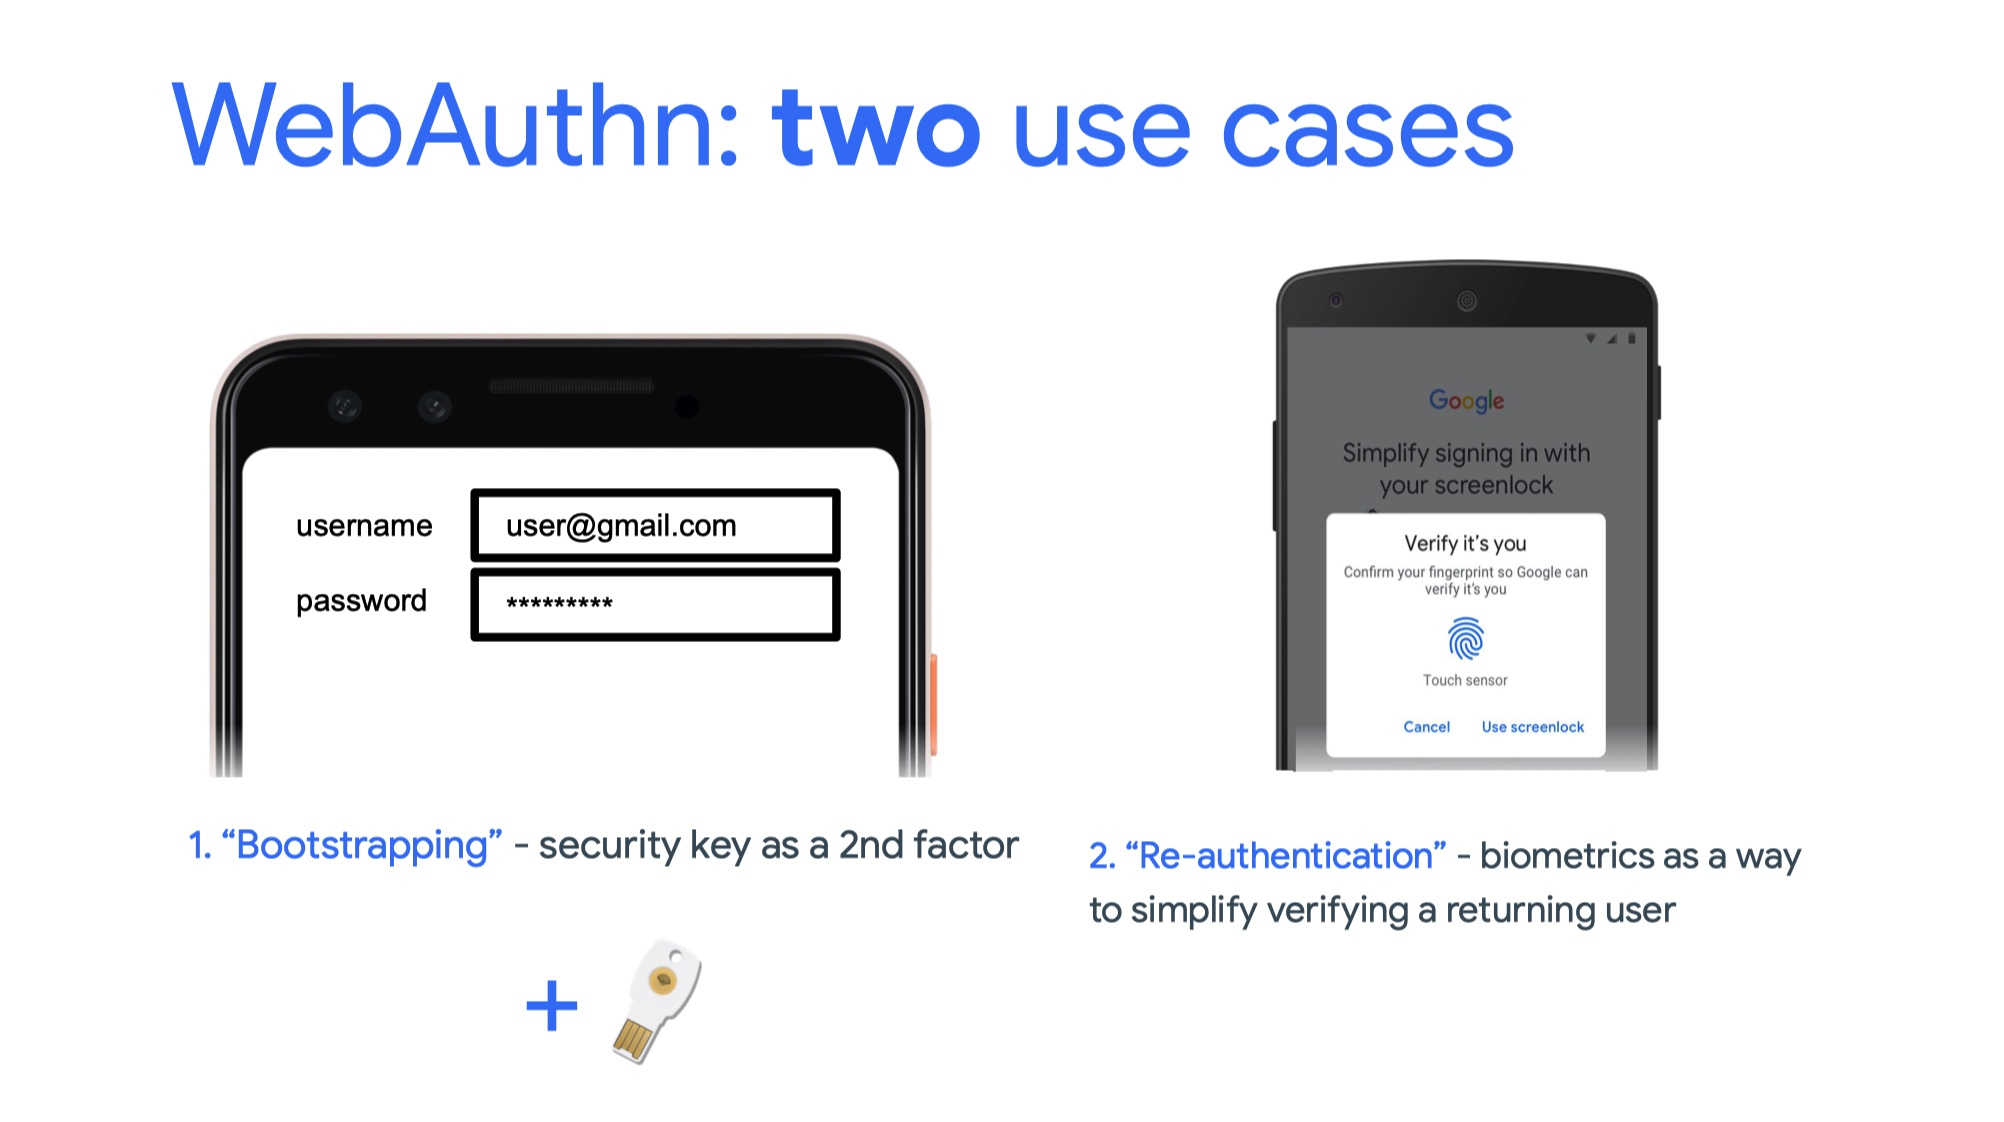 WebAuthn: two use cases
username
user@gmail.com
password
*********
1. “Bootstrapping” - security key as a 2nd factor
+
Google
Simplify signing in with
your screenlock
Verify it’s you
Confirm your fingerprint so Google can
verify it’s you
Touch sensor
Cancel
Use screenlock
2. “Re-authentication” - biometrics as a way
to simplify verifying a returning user